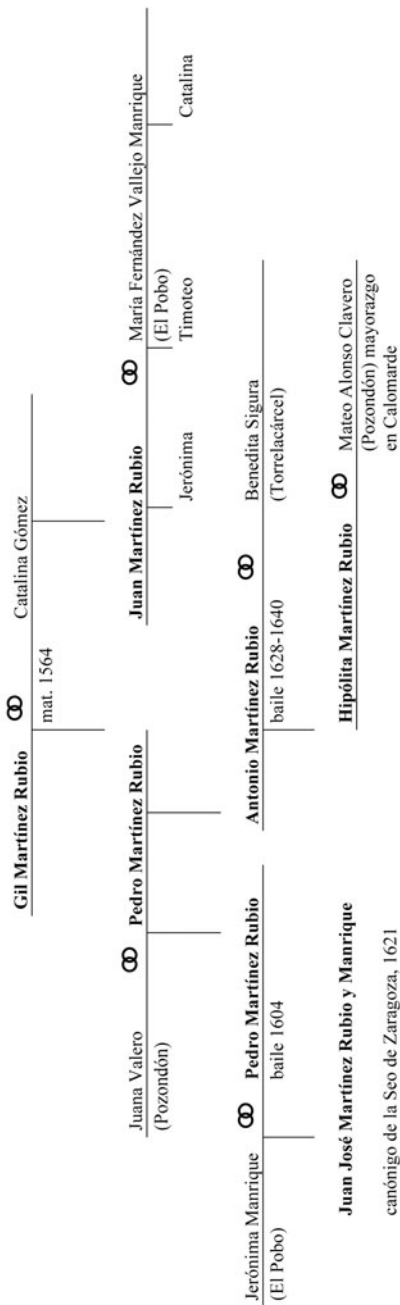 Gil Martínez Rubio
Catalina Gómez
mat. 1564
Juana Valero
(Pozondón)
Pedro Martínez Rubio
Juan Martínez Rubio
María Fernández Vallejo Manrique
(El Pobo)
Jerónima
Timoteo
Catalina
Jerónima Manrique
(El Pobo)
Pedro Martínez Rubio
baile 1604
Antonio Martínez Rubio
baile 1628-1640
Benedita Sigura
(Torrelacárcel)
Juan José Martínez Rubio y Manrique
canónigo de la Seo de Zaragoza, 1621
Hipólita Martínez Rubio
Mateo Alonso Clavero
(Pozondón) mayorazgo
en Calomarde